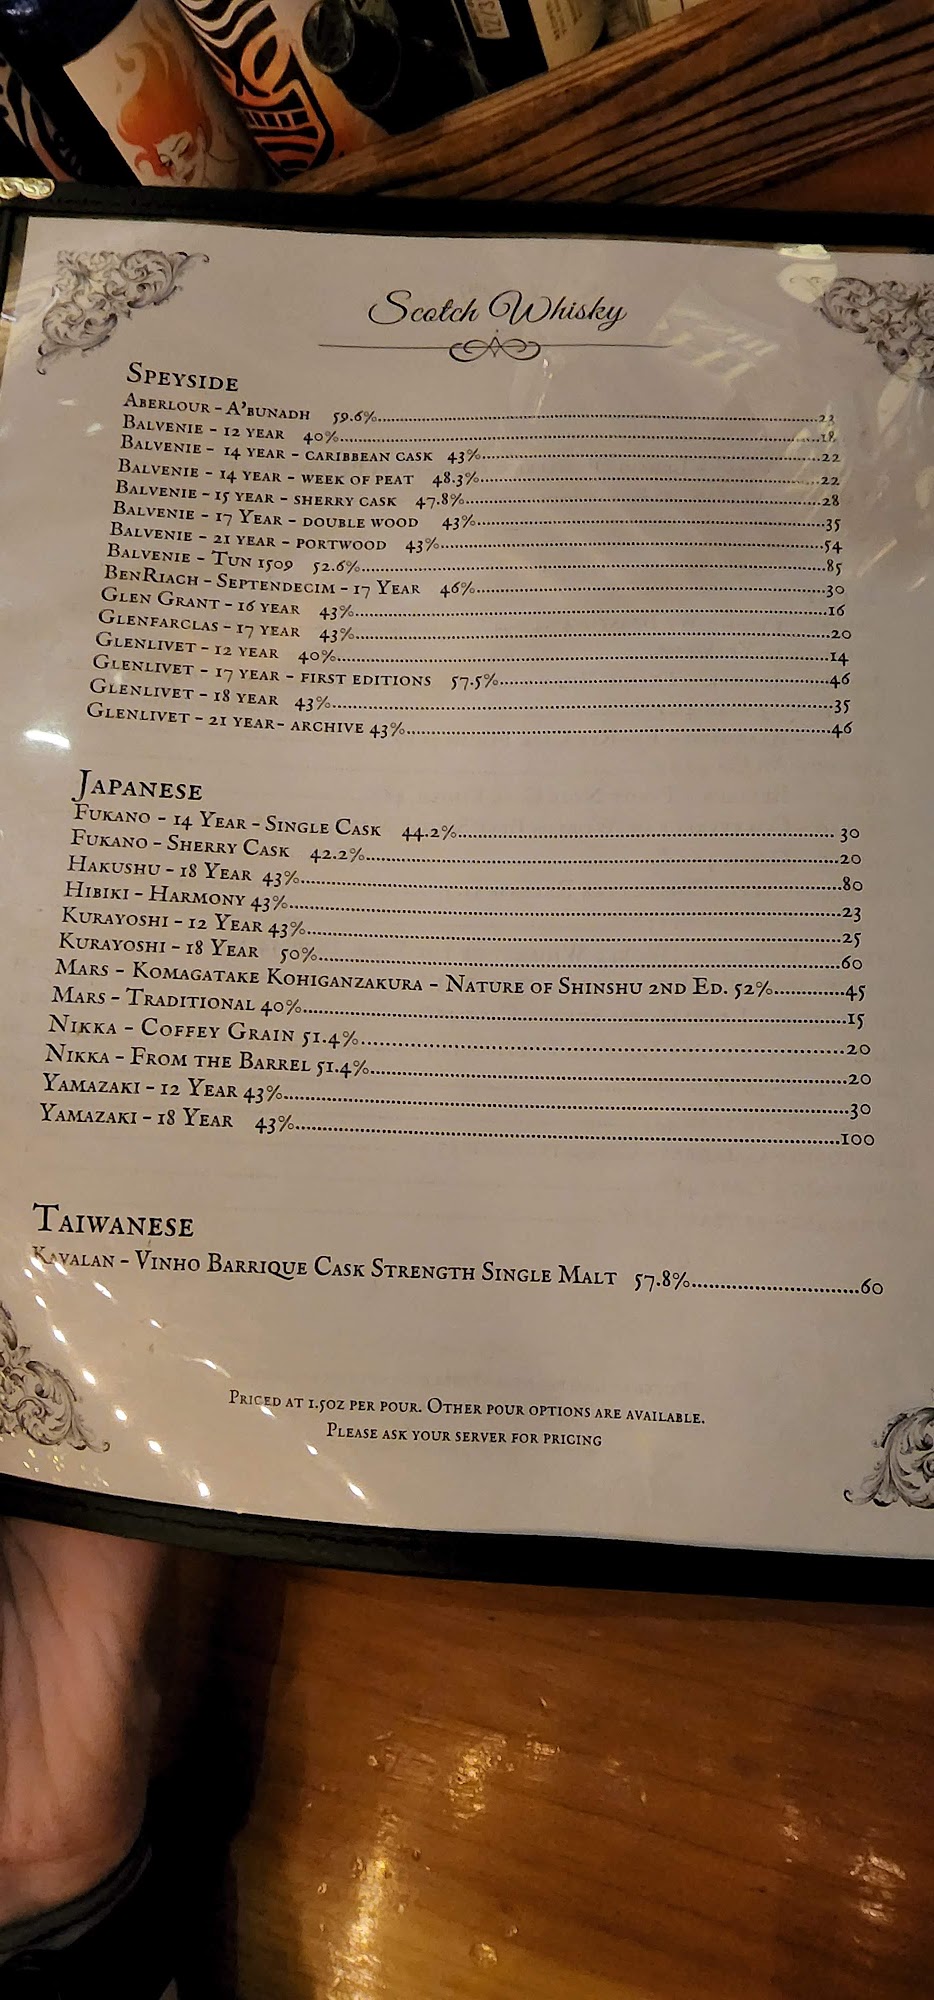 Scotch Whisky
Speyside
Aberlour - A'bunadh 59.6%
Balvenie - 12 year 40%........18
Balvenie - 14 year - caribbean cask 43%........22
Balvenie - 14 year - week of peat 48.3%........22
Balvenie - 15 year - sherry cask 47.8%........28
Balvenie - 17 Year - double wood 43%........35
Balvenie - 21 year - portwood 43%........54
Balvenie - Tun 1509 52.6%........85
BenRiach - Septendecim - 17 Year 46%........30
Glen Grant - 16 year 43%........16
Glenfarclas - 17 year 43%........20
Glenlivet - 12 year 40%........14
Glenlivet - 17 year - first editions 57.5%........46
Glenlivet - 18 year 43%........35
Glenlivet - 21 year- archive 43%........46
Japanese
Fukano - 14 Year - Single Cask 44.2%........ 30
Fukano - Sherry Cask 42.2%........20
Hakushu - 18 Year 43%........80
Hibiki - Harmony 43%........23
Kurayoshi - 12 Year 43%........25
Kurayoshi - 18 Year 50%........60
Mars - Komagatake Kohiganzakura - Nature of Shinshu 2nd Ed. 52%........45
Mars - Traditional 40%........15
Nikka - Coffey Grain 51.4%........20
Nikka - From the Barrel 51.4%........20
Yamazaki - 12 Year 43%........30
Yamazaki - 18 Year 43%........100
Taiwanese
Kavalan - Vinho Barrique Cask Strength Single Malt 57.8%........60
Priced at 1.5oz per pour. Other pour options are available.
Please ask your server for pricing